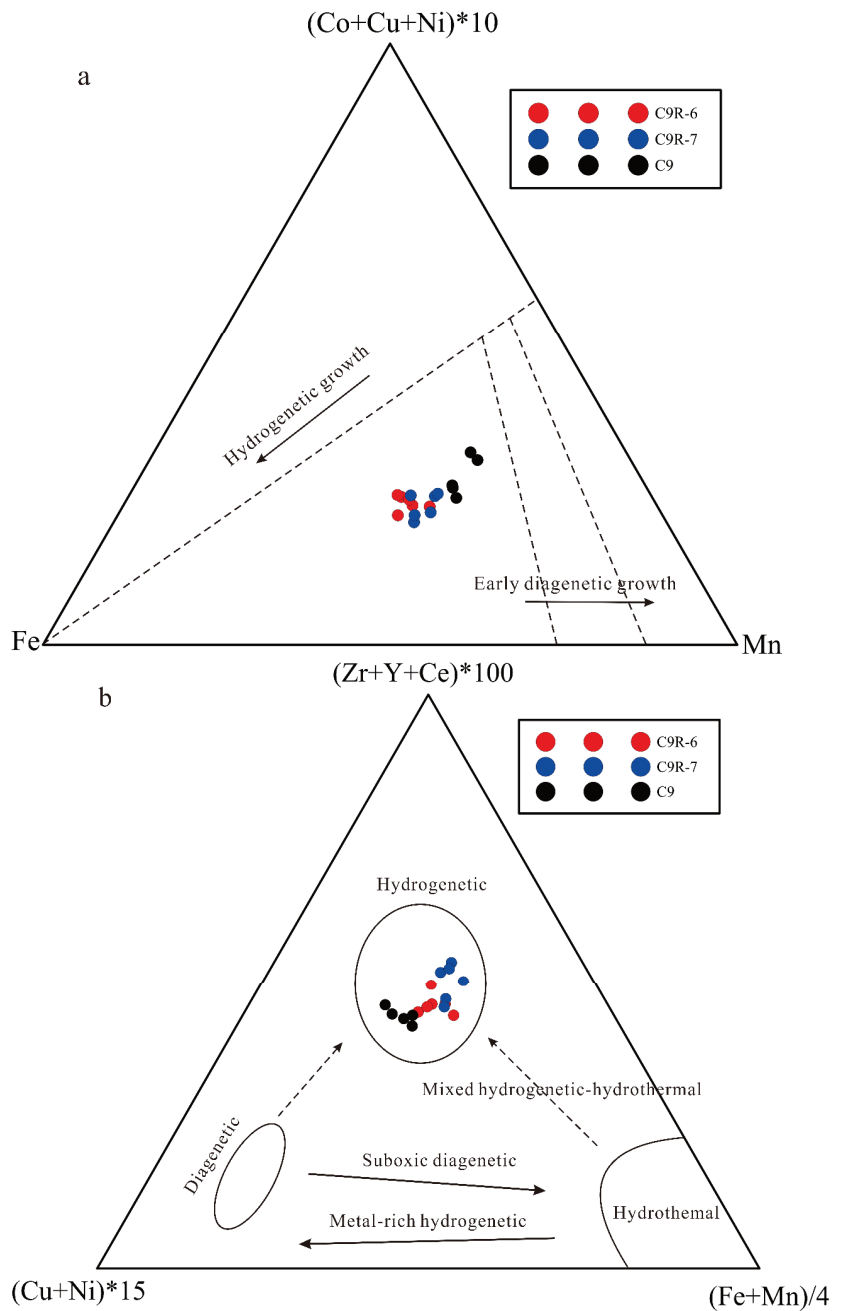 (Co+Cu+Ni)*10
a
C9R-6
C9R-7
C9
Hydrogenetic growth
Early diagenetic growth
Fe
Mn
(Zr+Y+Ce)*100
b
C9R-6
C9R-7
C9
Hydrogenetic
Mixed hydrogenetic-hydrothermal
Diagenetic
Suboxic diagenetic
Metal-rich hydrogenetic
Hydrothemal
(Cu+Ni)*15
(Fe+Mn)/4